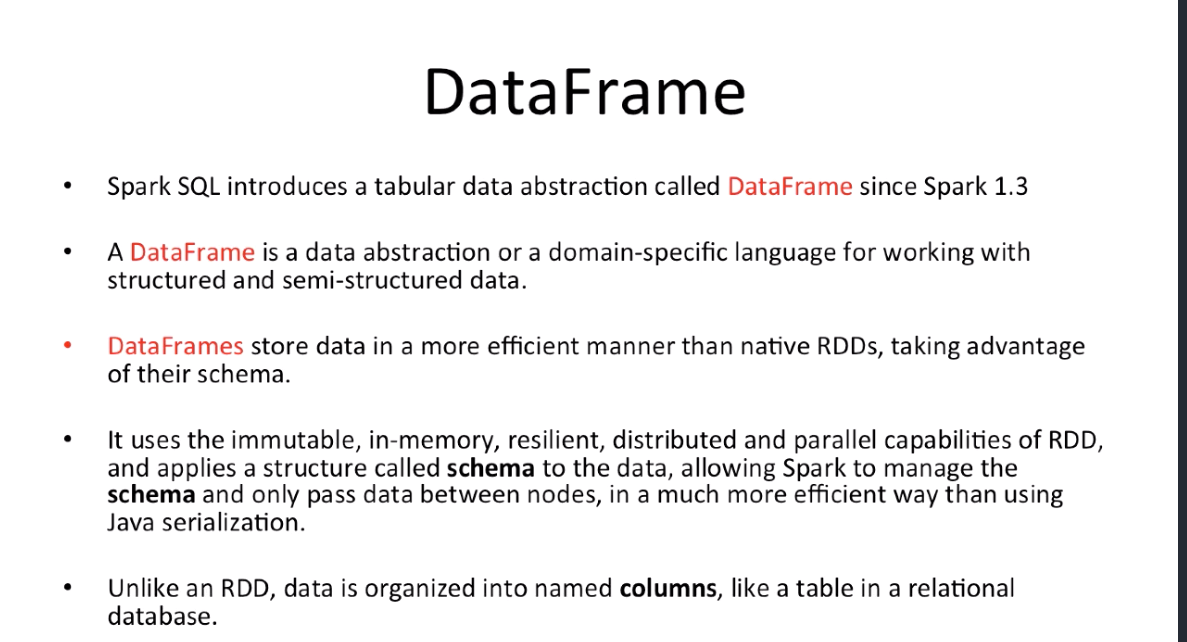 DataFrame
• Spark SQL introduces a tabular data abstraction called DataFrame since Spark 1.3
• A DataFrame is a data abstraction or a domain-specific language for working with
structured and semi-structured data.
• DataFrames store data in a more efficient manner than native RDDs, taking advantage
of their schema.
• It uses the immutable, in-memory, resilient, distributed and parallel capabilities of RDD,
and applies a structure called schema to the data, allowing Spark to manage the
schema and only pass data between nodes, in a much more efficient way than using
Java serialization.
• Unlike an RDD, data is organized into named columns, like a table in a relational
database.